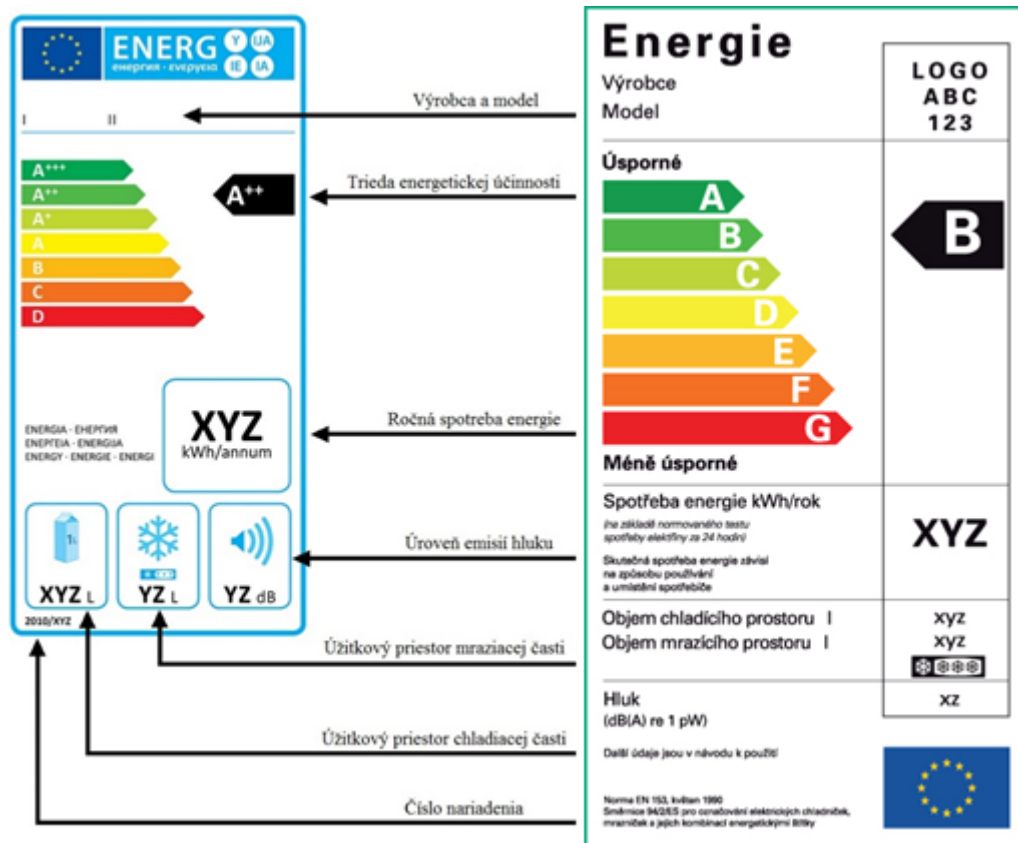 ENERG Y UA
енергия · ενεργεια IE IA
I II
A+++
A++
A+
A
B
C
D
A++
XYZ
kWh/annum
ENERGIA · ЕНЕРГИЯ
ΕΝΕΡΓΕΙΑ · ENERGIJA
ENERGY · ENERGIE · ENERGI
1L
XYZ L
YZ L
YZ dB
2010/XYZ
Výrobca a model
Trieda energetickej účinnosti
Ročná spotreba energie
Úroveň emisií hluku
Úžitkový priestor mraziacej časti
Úžitkový priestor chladiacej časti
Číslo nariadenia
Energie
Výrobce
Model
LOGO
ABC
123
Úsporné
A
B
C
D
E
F
G
B
Méně úsporné
Spotřeba energie kWh/rok
(na základě normovaného testu
spotřeby elektřiny za 24 hodin)
XYZ
Skutečná spotřeba energie závisí
na způsobu používání
a umístění spotřebiče
Objem chladícího prostoru l
xyz
Objem mrazícího prostoru l
xyz
Hluk
xz
(dB(A) re 1 pW)
Další údaje jsou v návodu k použití
Norma EN 153, květen 1990
Směrnice 94/2/ES pro označování elektrických chladniček,
mrazniček a jejich kombinací energetickými štítky